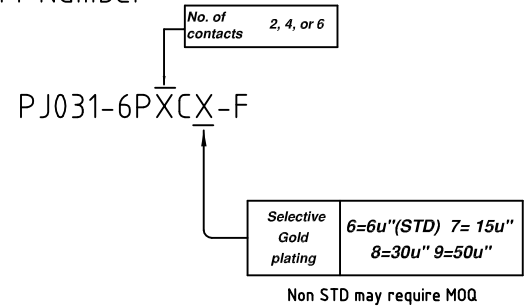 No. of contacts 2, 4, or 6
PJ031-6PXCX-F
Selective Gold plating
6=6u"(STD) 7= 15u"
8=30u" 9=50u"
Non STD may require MOQ